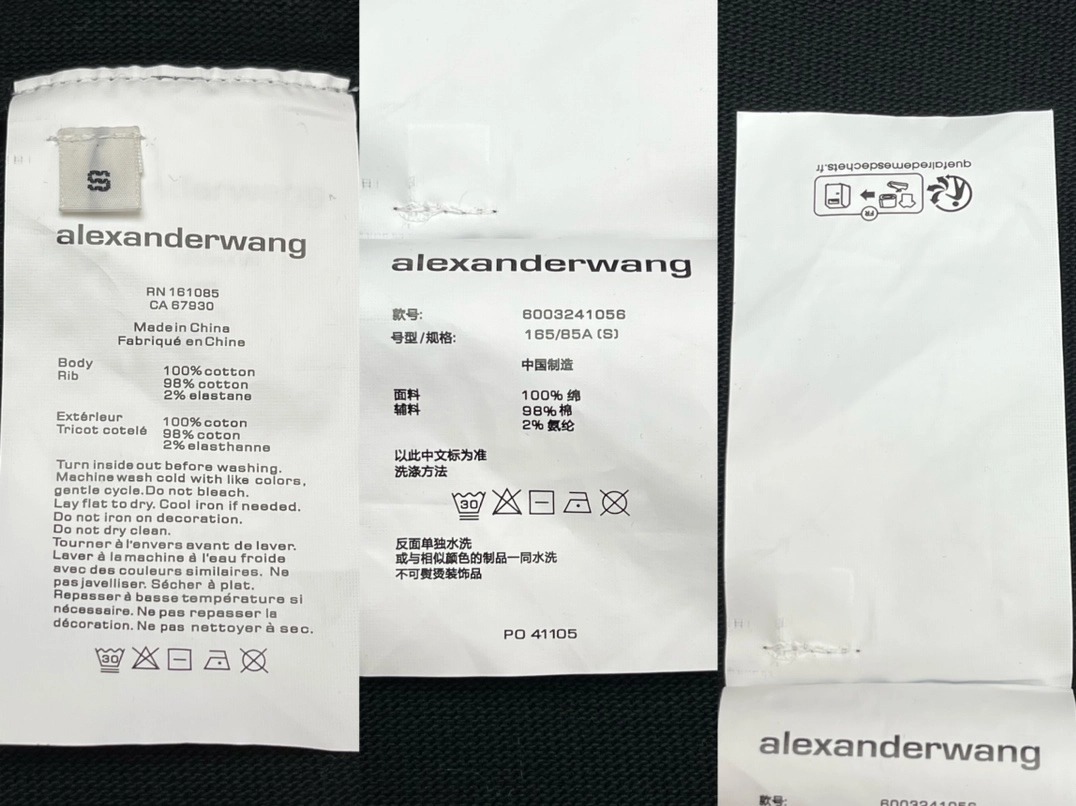 S
alexanderwang
RN 161085
CA 67930
Made in China
Fabriqué en China
Body 100% cotton
Rib 98% cotton
2% elastane
Extérieur 100% coton
Tricot cotelé 98% coton
2% elasthanne
Turn inside out before washing.
Machine wash cold with like colors,
gentle cycle. Do not bleach.
Lay flat to dry. Cool iron if needed.
Do not iron on decoration.
Do not dry clean.
Tourner à l'envers avant de laver.
Laver à la machine à l'eau froide
avec des couleurs similaires. Ne
pas javelliser. Sécher à plat.
Repasser à basse température si
nécessaire. Ne pas repasser la
décoration. Ne pas nettoyer à sec.
30
alexanderwang
款号: 6003241056
号型/规格: 165/85A (S)
中国制造
面料 100% 绵
辅料 98% 棉
2% 氨纶
以此中文标为准
洗涤方法
30
反面单独水洗
或与相似颜色的制品一同水洗
不可熨烫装饰品
PO 41105
quefairedemesdechets.fr
FR
alexanderwang
款号: 6003241056